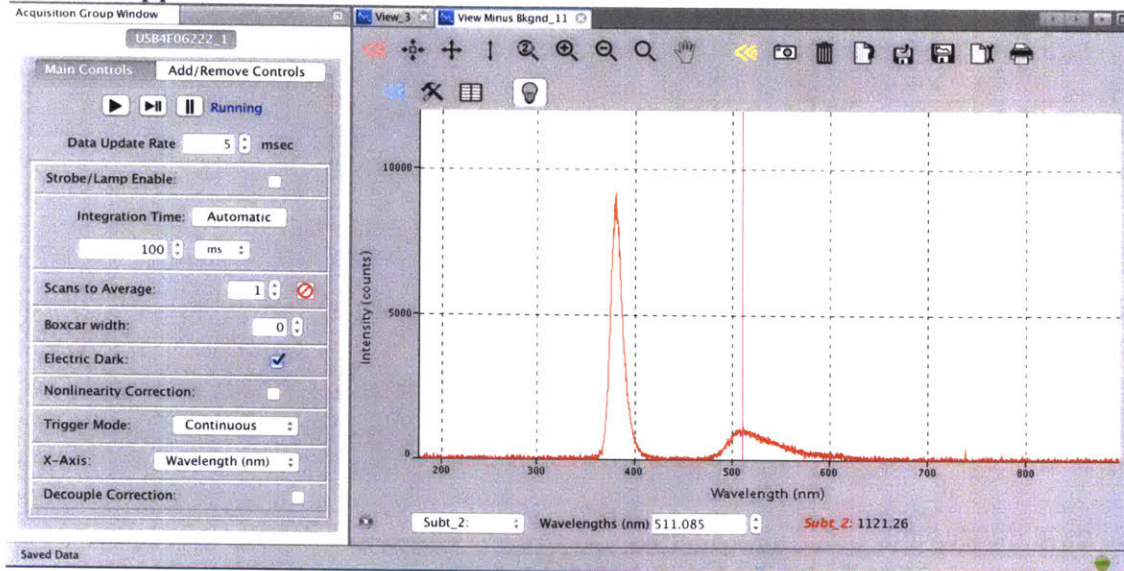 Acquisition Group Window
View_3
View Minus Bkgnd_11
USB4F06222_1
Main Controls
Add/Remove Controls
Running
Data Update Rate 5 msec
Strobe/Lamp Enable:
Integration Time: Automatic
100 ms
Scans to Average: 1
Boxcar width: 0
Electric Dark:
Nonlinearity Correction:
Trigger Mode: Continuous
X-Axis: Wavelength (nm)
Decouple Correction:
10000
5000
0
Intensity (counts)
200 300 400 500 600 700 800
Wavelength (nm)
Subt_2: Wavelengths (nm) 511.085 Subt_2: 1121.26
Saved Data